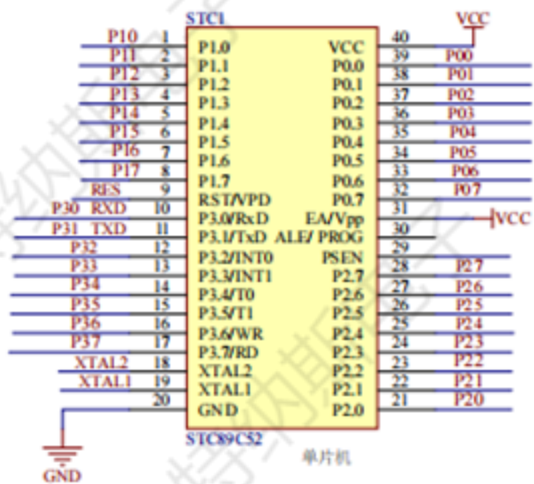 STC1
VCC
P10 1 P1.0 VCC 40
P11 2 P1.1 P0.0 39 P00
P12 3 P1.2 P0.1 38 P01
P13 4 P1.3 P0.2 37 P02
P14 5 P1.4 P0.3 36 P03
P15 6 P1.5 P0.4 35 P04
P16 7 P1.6 P0.5 34 P05
P17 8 P1.7 P0.6 33 P06
RES 9 RST/VPD P0.7 32 P07
P30 RXD 10 P3.0/RxD EA/Vpp 31 VCC
P31 TXD 11 P3.1/TxD ALE/ PROG 30
P32 12 P3.2/INT0 PSEN 29
P33 13 P3.3/INT1 P2.7 28 P27
P34 14 P3.4/T0 P2.6 27 P26
P35 15 P3.5/T1 P2.5 26 P25
P36 16 P3.6/WR P2.4 25 P24
P37 17 P3.7/RD P2.3 24 P23
XTAL2 18 XTAL2 P2.2 23 P22
XTAL1 19 XTAL1 P2.1 22 P21
20 GND P2.0 21 P20
STC89C52
单片机
GND
特纳斯电子